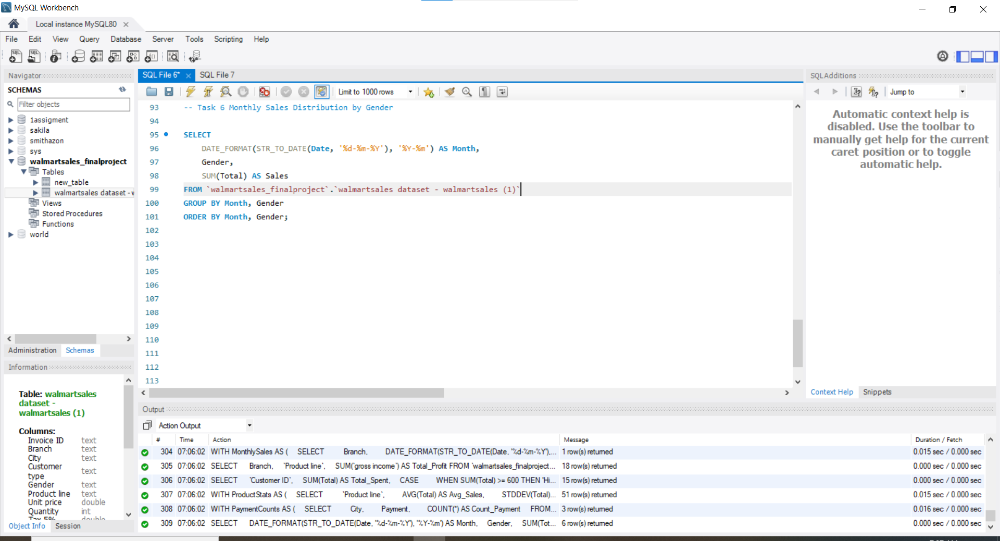 MySQL Workbench
Local instance MySQL80
File Edit View Query Database Server Tools Scripting Help
Navigator
SCHEMAS
Filter objects
1assigment
sakila
smithazon
sys
walmartsales_finalproject
Tables
new_table
walmartsales dataset - w
Views
Stored Procedures
Functions
world
Administration Schemas
Information
Table: walmartsales
dataset -
walmartsales (1)
Columns:
Invoice ID text
Branch text
City text
Customer
type text
Gender text
Product line text
Unit price double
Quantity int
Tax 5% double
Object Info Session
SQL File 6* SQL File 7
Limit to 1000 rows
93 -- Task 6 Monthly Sales Distribution by Gender
94
95 SELECT
96 DATE_FORMAT(STR_TO_DATE(Date, '%d-%m-%Y'), '%Y-%m') AS Month,
97 Gender,
98 SUM(Total) AS Sales
99 FROM `walmartsales_finalproject`.`walmartsales dataset - walmartsales (1)`
100 GROUP BY Month, Gender
101 ORDER BY Month, Gender;
102
103
104
105
106
107
108
109
110
111
112
113
SQLAdditions
Jump to
Automatic context help is
disabled. Use the toolbar to
manually get help for the current
caret position or to toggle
automatic help.
Context Help Snippets
Output
Action Output
# Time Action Message Duration / Fetch
304 07:06:02 WITH MonthlySales AS ( SELECT Branch, DATE_FORMAT(STR_TO_DATE(Date, '%d-%m-%Y'),... 1 row(s) returned 0.015 sec / 0.000 sec
305 07:06:02 SELECT Branch, `Product line`, SUM(`gross income`) AS Total_Profit FROM `walmartsales_finalproject... 18 row(s) returned 0.000 sec / 0.000 sec
306 07:06:02 SELECT `Customer ID`, SUM(Total) AS Total_Spent, CASE WHEN SUM(Total) >= 600 THEN 'Hi... 15 row(s) returned 0.000 sec / 0.000 sec
307 07:06:02 WITH ProductStats AS ( SELECT `Product line`, AVG(Total) AS Avg_Sales, STDDEV(Total)... 51 row(s) returned 0.015 sec / 0.000 sec
308 07:06:02 WITH PaymentCounts AS ( SELECT City, Payment, COUNT(*) AS Count_Payment FROM... 3 row(s) returned 0.016 sec / 0.000 sec
309 07:06:02 SELECT DATE_FORMAT(STR_TO_DATE(Date, '%d-%m-%Y'), '%Y-%m') AS Month, Gender, SUM(Tot... 6 row(s) returned 0.000 sec / 0.000 sec